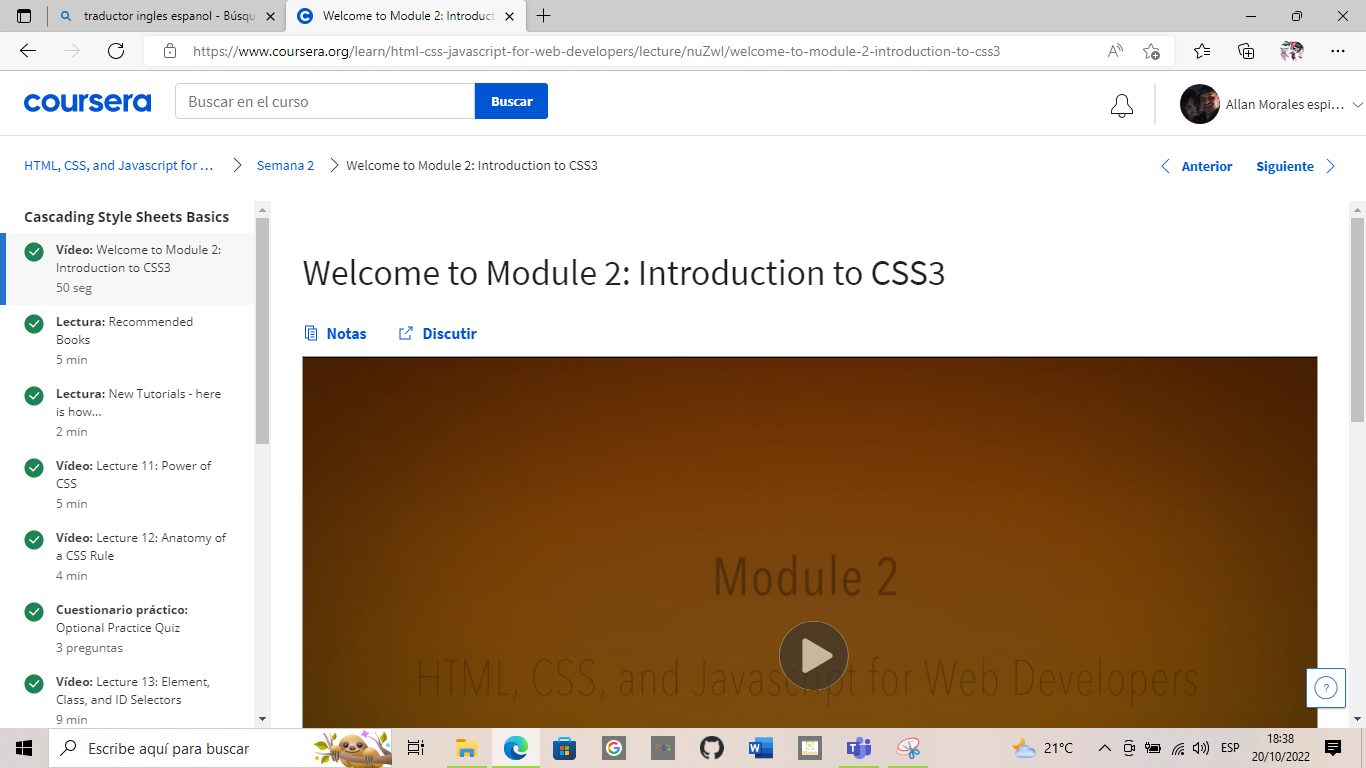 traductor ingles espanol - Búsqu
Welcome to Module 2: Introduct
https://www.coursera.org/learn/html-css-javascript-for-web-developers/lecture/nuZwl/welcome-to-module-2-introduction-to-css3
coursera
Buscar en el curso
Buscar
Allan Morales espi...
HTML, CSS, and Javascript for ...
Semana 2
Welcome to Module 2: Introduction to CSS3
Anterior
Siguiente
Cascading Style Sheets Basics
Vídeo: Welcome to Module 2:
Introduction to CSS3
50 seg
Lectura: Recommended
Books
5 min
Lectura: New Tutorials - here
is how...
2 min
Vídeo: Lecture 11: Power of
CSS
5 min
Vídeo: Lecture 12: Anatomy of
a CSS Rule
4 min
Cuestionario práctico:
Optional Practice Quiz
3 preguntas
Vídeo: Lecture 13: Element,
Class, and ID Selectors
9 min
Welcome to Module 2: Introduction to CSS3
Notas
Discutir
Module 2
HTML, CSS, and Javascript for Web Developers
Escribe aquí para buscar
21°C
ESP
18:38
20/10/2022